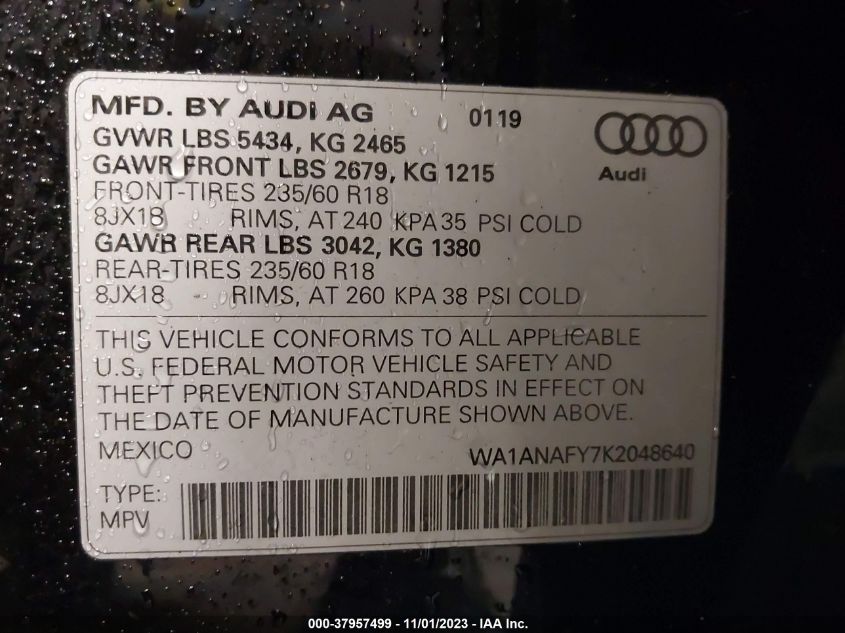 MFD. BY AUDI AG 0119
GVWR LBS 5434, KG 2465
GAWR FRONT LBS 2679, KG 1215
Audi
FRONT-TIRES 235/60 R18
8JX18 RIMS, AT 240 KPA 35 PSI COLD
GAWR REAR LBS 3042, KG 1380
REAR-TIRES 235/60 R18
8JX18 RIMS, AT 260 KPA 38 PSI COLD
THIS VEHICLE CONFORMS TO ALL APPLICABLE
U.S. FEDERAL MOTOR VEHICLE SAFETY AND
THEFT PREVENTION STANDARDS IN EFFECT ON
THE DATE OF MANUFACTURE SHOWN ABOVE.
MEXICO WA1ANAFY7K2048640
TYPE:
MPV
000-37957499 - 11/01/2023 - IAA Inc.